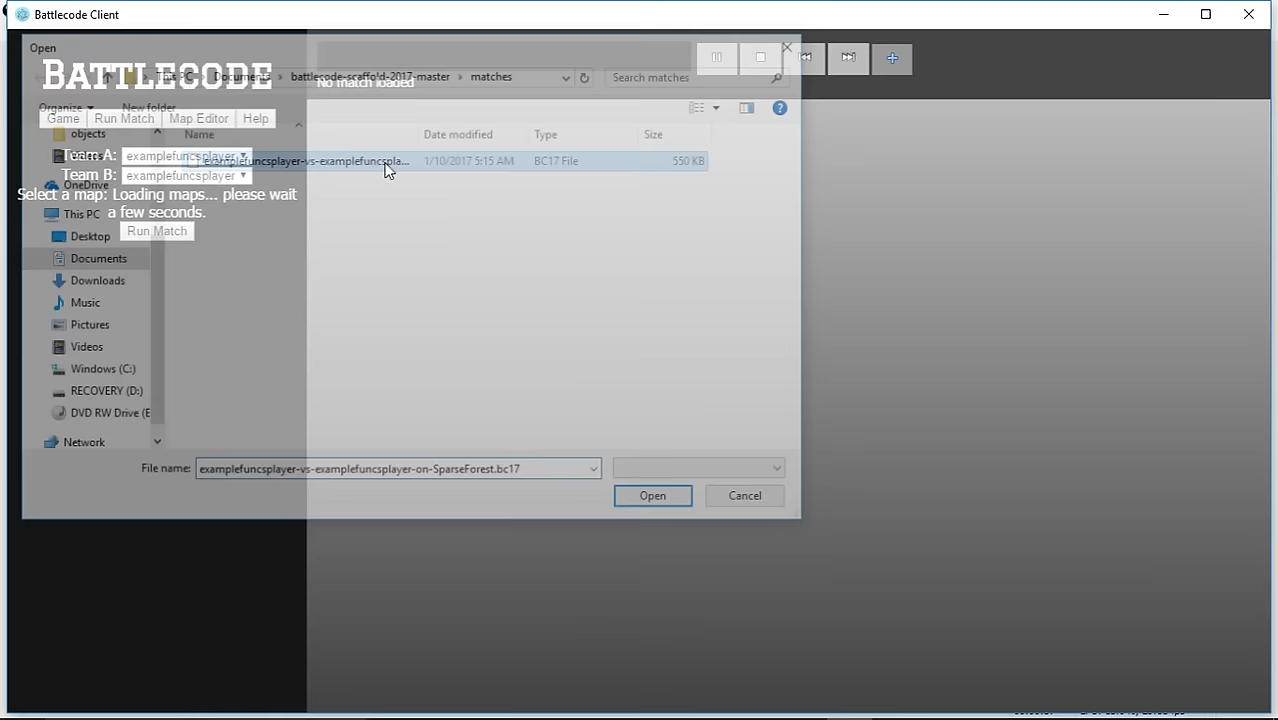 Battlecode Client
Open
BATTLECODE
This PC > Documents > battlecode-scaffold-2017-master > matches
Search matches
No match loaded
Organize
New folder
Game
Run Match
Map Editor
Help
Name
Date modified
Type
Size
objects
Team A: examplefuncsplayer
examplefuncsplayer-vs-examplefuncspla...
1/10/2017 5:15 AM
BC17 File
550 KB
Team B: examplefuncsplayer
OneDrive
Select a map: Loading maps... please wait
a few seconds.
This PC
Run Match
Desktop
Documents
Downloads
Music
Pictures
Videos
Windows (C:)
RECOVERY (D:)
DVD RW Drive (E
Network
File name: examplefuncsplayer-vs-examplefuncsplayer-on-SparseForest.bc17
Open
Cancel